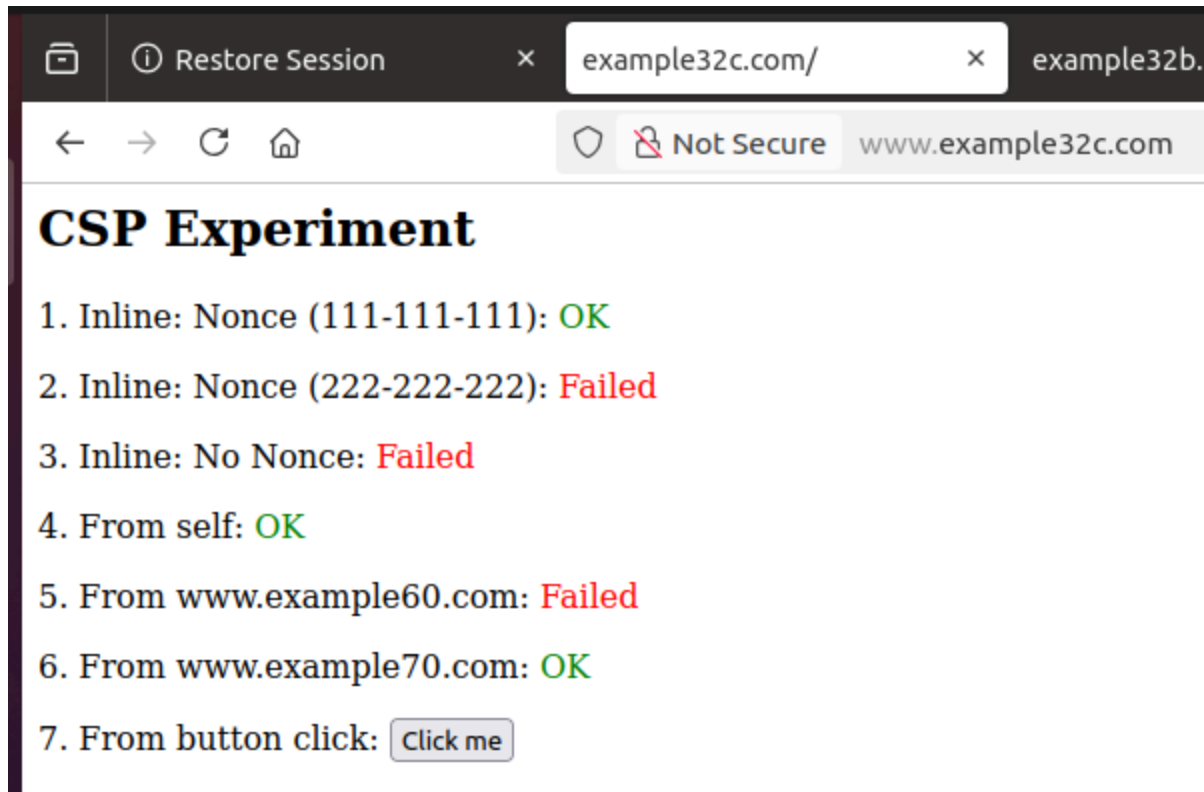 Restore Session
example32c.com/
example32b.
Not Secure www.example32c.com
CSP Experiment
1. Inline: Nonce (111-111-111): OK
2. Inline: Nonce (222-222-222): Failed
3. Inline: No Nonce: Failed
4. From self: OK
5. From www.example60.com: Failed
6. From www.example70.com: OK
7. From button click: Click me